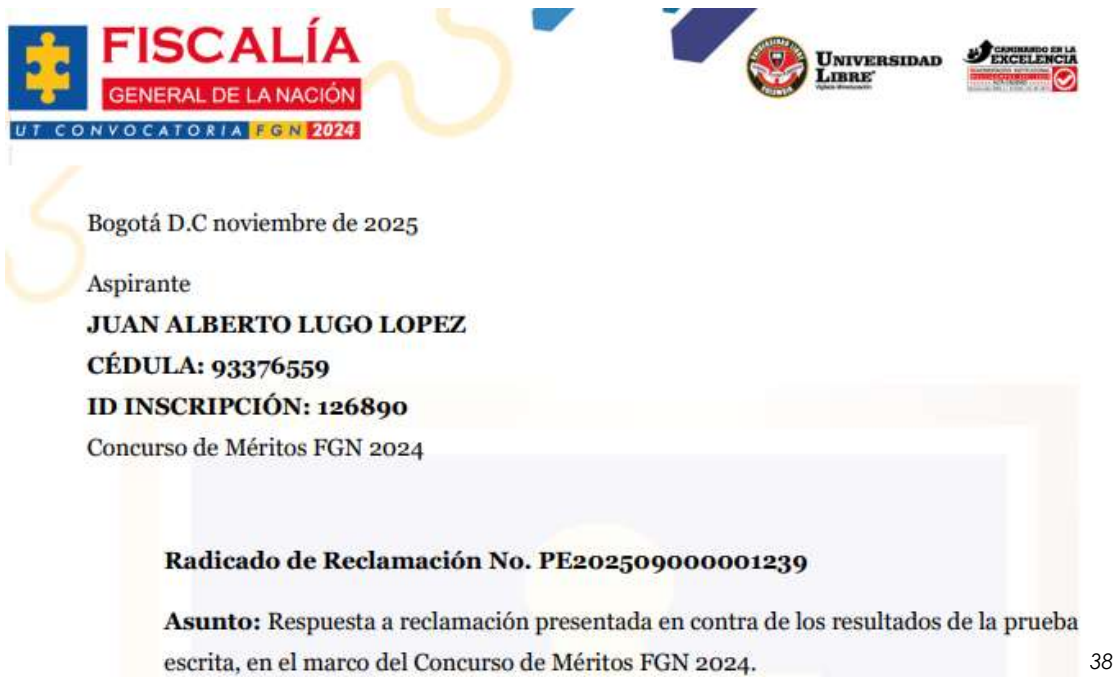 FISCALÍA
GENERAL DE LA NACIÓN
UT CONVOCATORIA FGN 2024
UNIVERSIDAD
LIBRE
CAMINANDO EN LA
EXCELENCIA
Bogotá D.C noviembre de 2025
Aspirante
JUAN ALBERTO LUGO LOPEZ
CÉDULA: 93376559
ID INSCRIPCIÓN: 126890
Concurso de Méritos FGN 2024
Radicado de Reclamación No. PE202509000001239
Asunto: Respuesta a reclamación presentada en contra de los resultados de la prueba
escrita, en el marco del Concurso de Méritos FGN 2024.
38